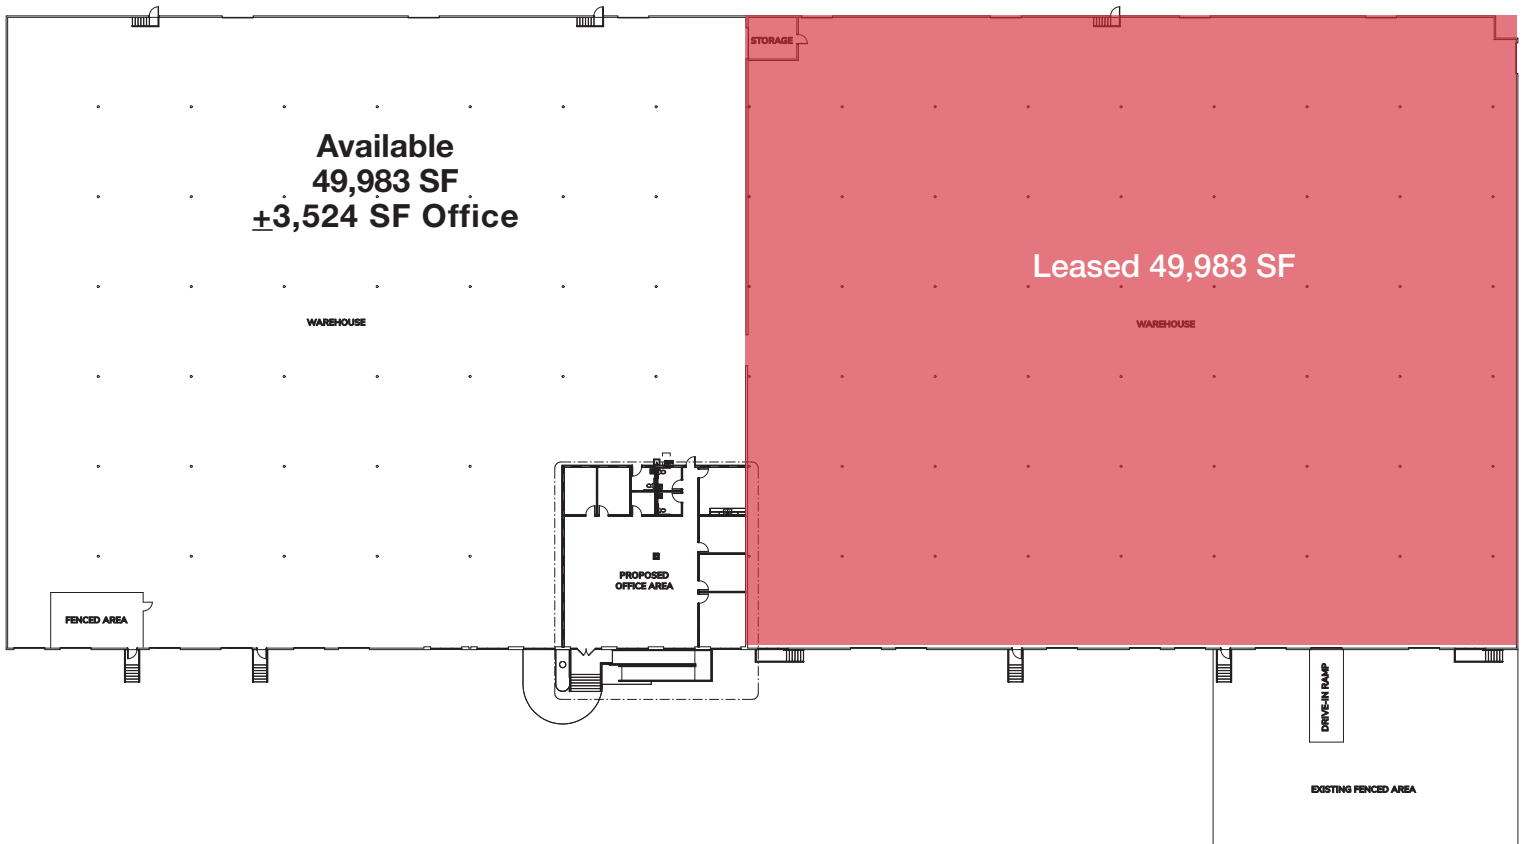 STORAGE
Available
49,983 SF
±3,524 SF Office
Leased 49,983 SF
WAREHOUSE
WAREHOUSE
PROPOSED
OFFICE AREA
FENCED AREA
DRIVE-IN RAMP
EXISTING FENCED AREA